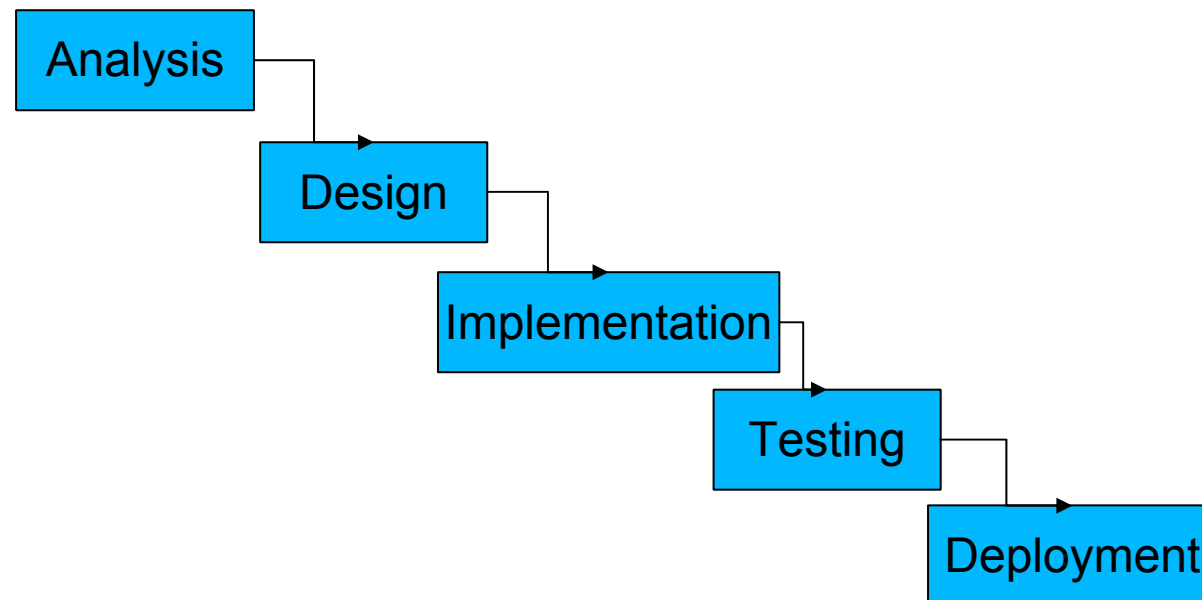 Analysis
Design
Implementation
Testing
Deployment